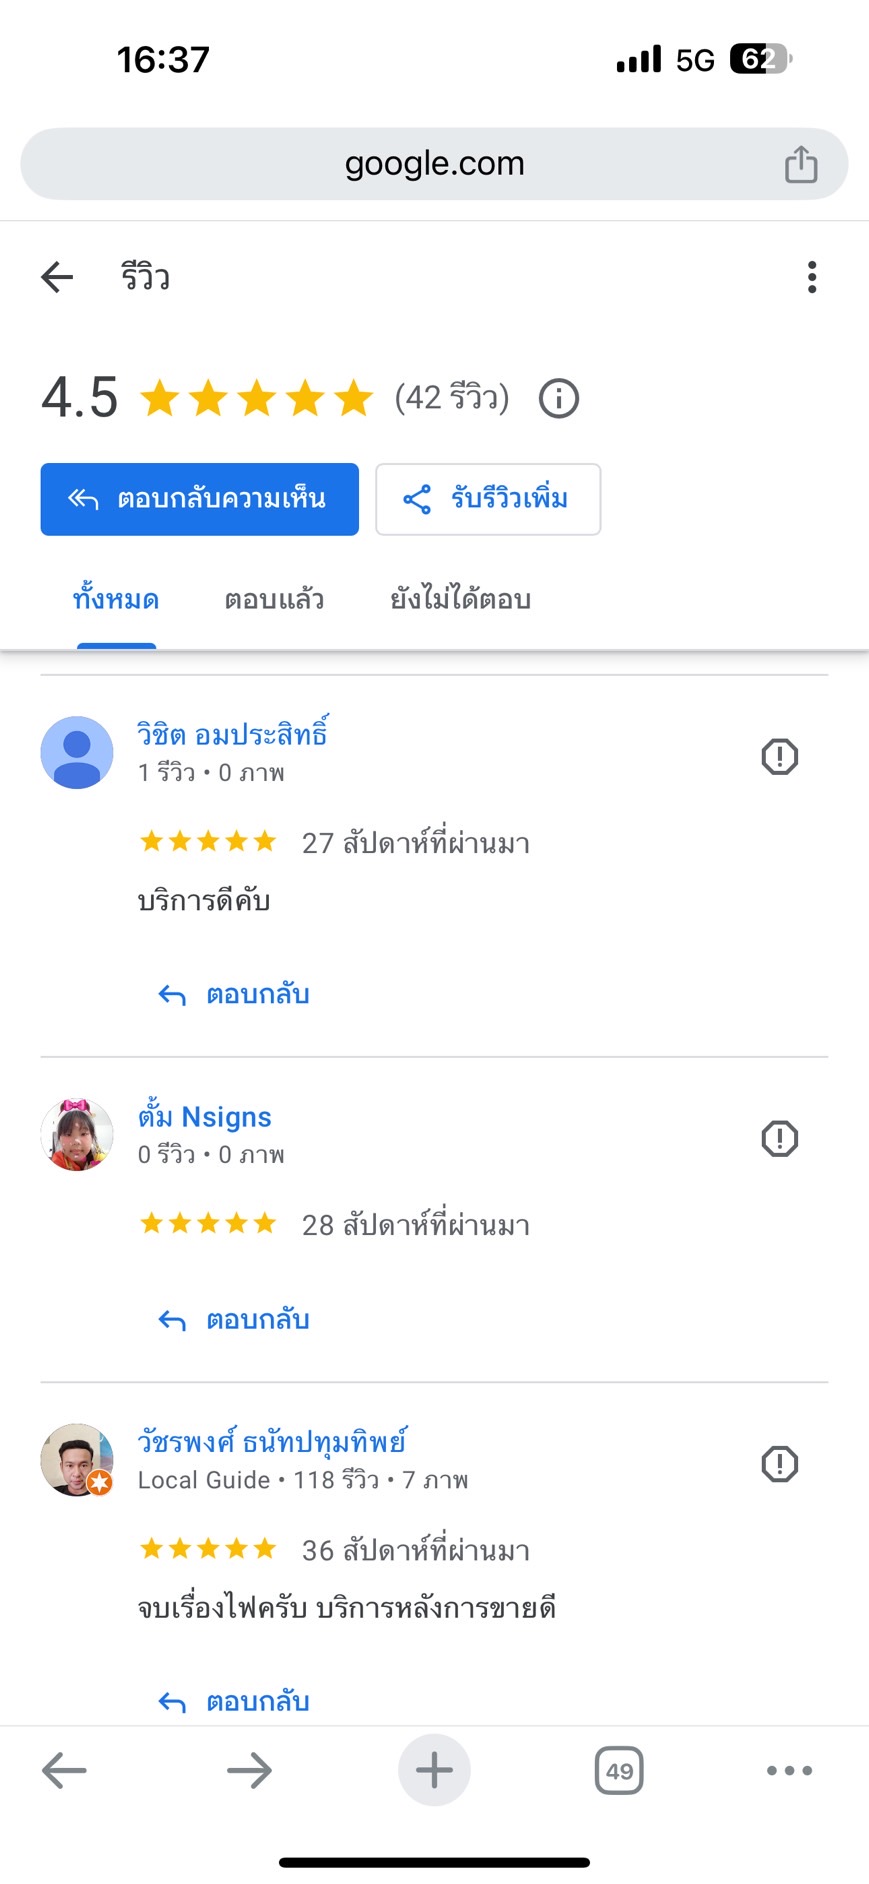 16:37
5G 62
google.com
รีวิว
4.5 (42 รีวิว)
ตอบกลับความเห็น รับรีวิวเพิ่ม
ทั้งหมด ตอบแล้ว ยังไม่ได้ตอบ
วิชิต อมประสิทธิ์
1 รีวิว • 0 ภาพ
27 สัปดาห์ที่ผ่านมา
บริการดีคับ
ตอบกลับ
ตั้ม Nsigns
0 รีวิว • 0 ภาพ
28 สัปดาห์ที่ผ่านมา
ตอบกลับ
วัชรพงศ์ ธนัทปทุมทิพย์
Local Guide • 118 รีวิว • 7 ภาพ
36 สัปดาห์ที่ผ่านมา
จบเรื่องไฟครับ บริการหลังการขายดี
ตอบกลับ
49